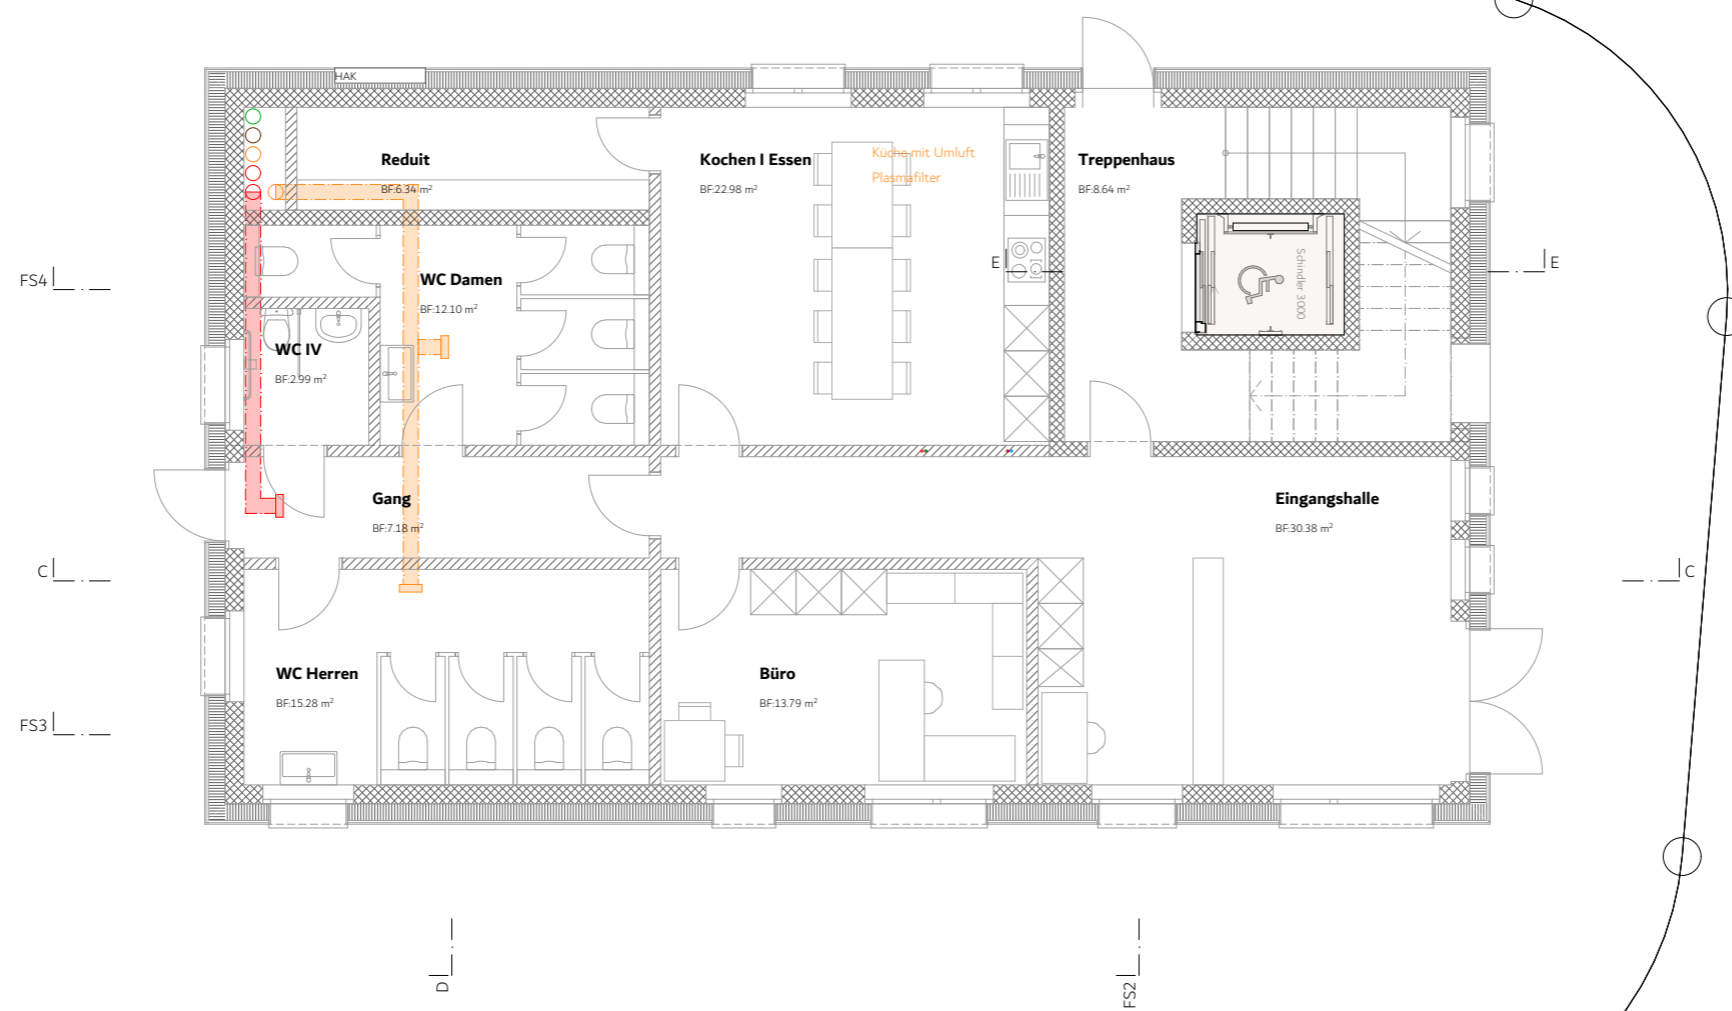 HAK
Reduit
BF:6.34 m²
Kochen I Essen
BF:22.98 m²
Küche mit Umluft
Plasmafilter
Treppenhaus
BF:8.64 m²
FS4
WC Damen
BF:12.10 m²
E
Schindler 3000
E
WC IV
BF:2.99 m²
Gang
BF:7.18 m²
Eingangshalle
BF:30.38 m²
C
C
WC Herren
BF:15.28 m²
Büro
BF:13.79 m²
FS3
D
FS2